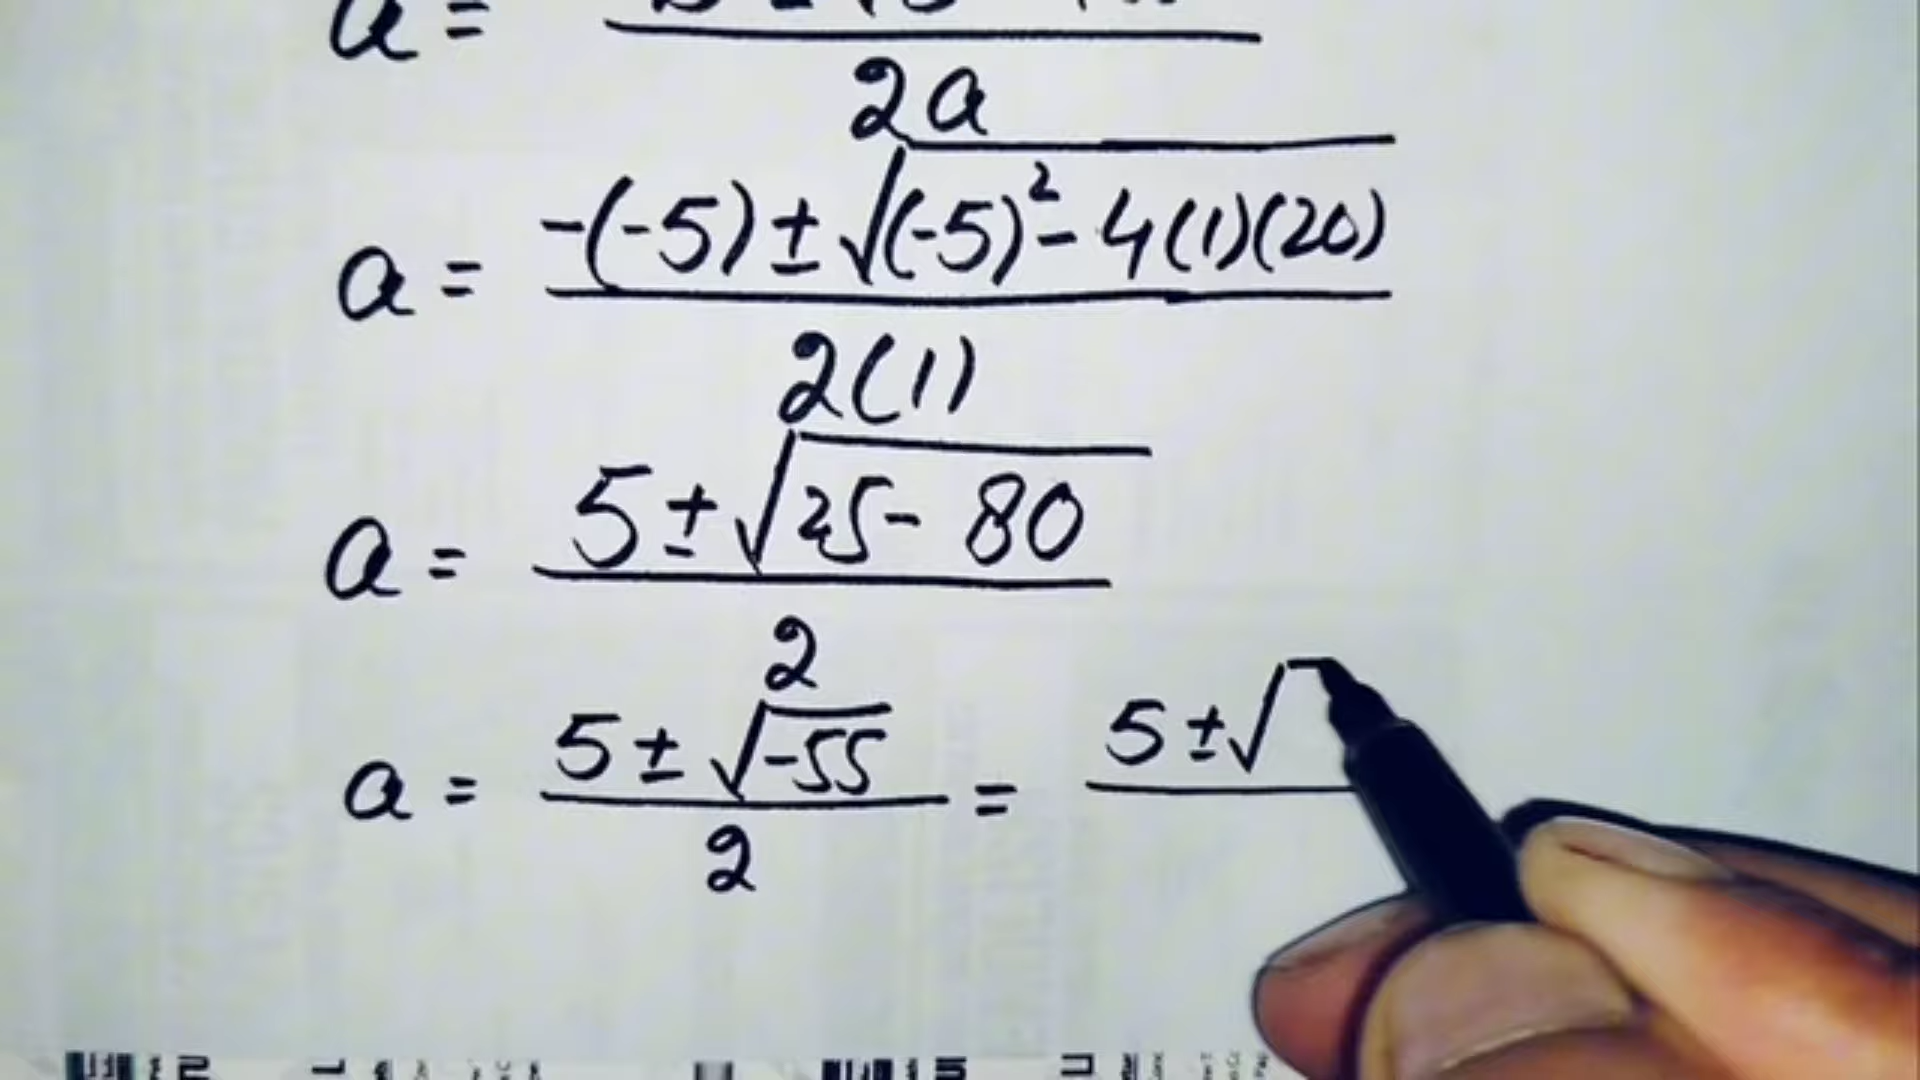 a =
2a
a = -(-5) ± √(-5)² - 4(1)(20)
2(1)
a = 5 ± √25 - 80
2
a = 5 ± √-55 = 5 ± √
2